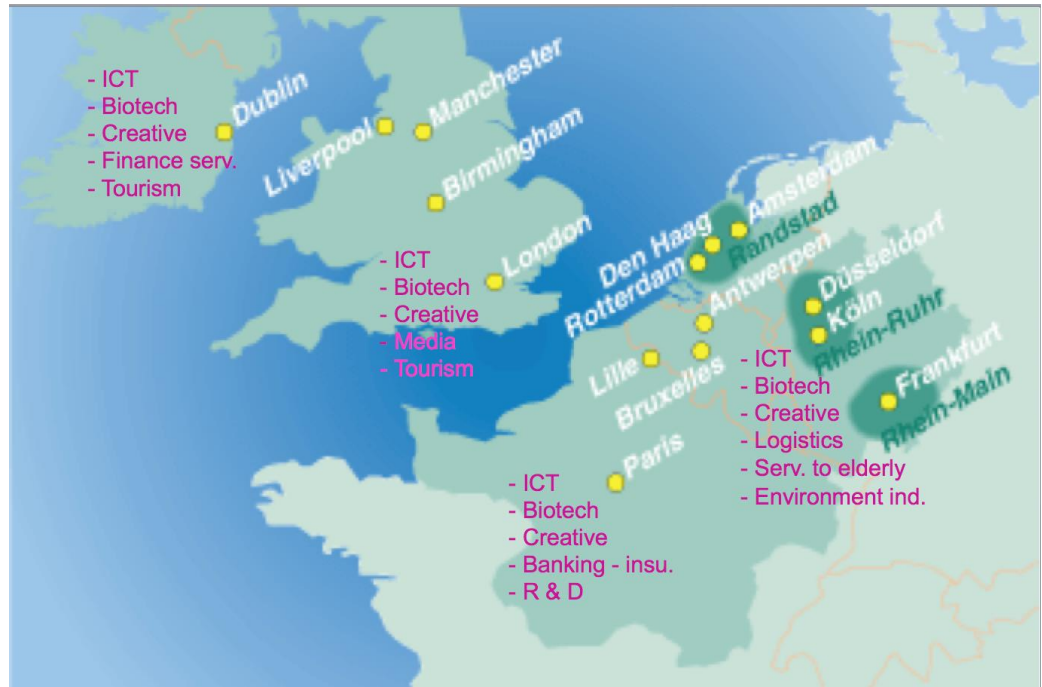 - ICT
- Biotech
- Creative
- Finance serv.
- Tourism
Dublin
Liverpool
Manchester
Birmingham
London
- ICT
- Biotech
- Creative
- Media
- Tourism
Amsterdam
Den Haag
Randstad
Rotterdam
Antwerpen
Düsseldorf
Köln
Rhein-Ruhr
Lille
Bruxelles
Frankfurt
Rhein-Main
- ICT
- Biotech
- Creative
- Logistics
- Serv. to elderly
- Environment ind.
Paris
- ICT
- Biotech
- Creative
- Banking - insu.
- R & D